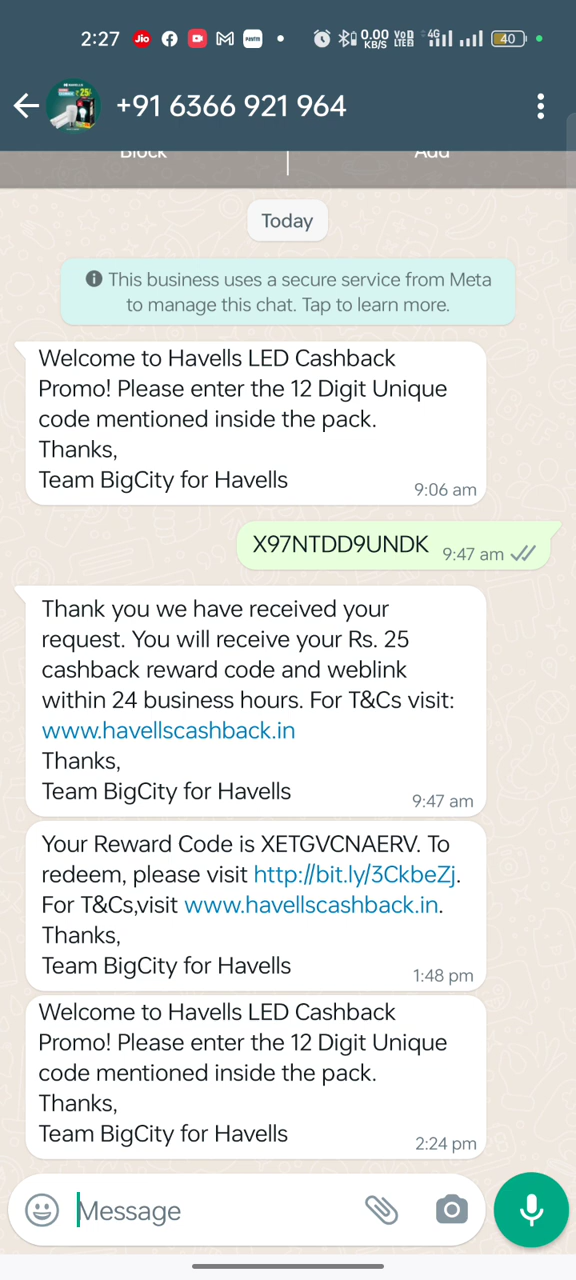 2:27 Jio M paytm 0.00 KB/S VoD LTE 4G 40
+91 6366 921 964
Block Add
Today
This business uses a secure service from Meta
to manage this chat. Tap to learn more.
Welcome to Havells LED Cashback
Promo! Please enter the 12 Digit Unique
code mentioned inside the pack.
Thanks,
Team BigCity for Havells
9:06 am
X97NTDD9UNDK 9:47 am
Thank you we have received your
request. You will receive your Rs. 25
cashback reward code and weblink
within 24 business hours. For T&Cs visit:
www.havellscashback.in
Thanks,
Team BigCity for Havells
9:47 am
Your Reward Code is XETGVCNAERV. To
redeem, please visit http://bit.ly/3CkbeZj.
For T&Cs,visit www.havellscashback.in.
Thanks,
Team BigCity for Havells
1:48 pm
Welcome to Havells LED Cashback
Promo! Please enter the 12 Digit Unique
code mentioned inside the pack.
Thanks,
Team BigCity for Havells
2:24 pm
Message